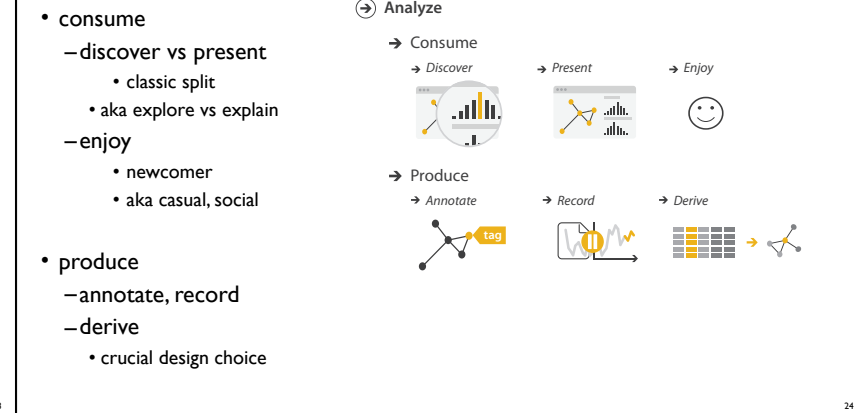 • consume
–discover vs present
• classic split
• aka explore vs explain
–enjoy
• newcomer
• aka casual, social
• produce
–annotate, record
–derive
• crucial design choice
Analyze
Consume
Discover
Present
Enjoy
Produce
Annotate
Record
Derive
tag
24